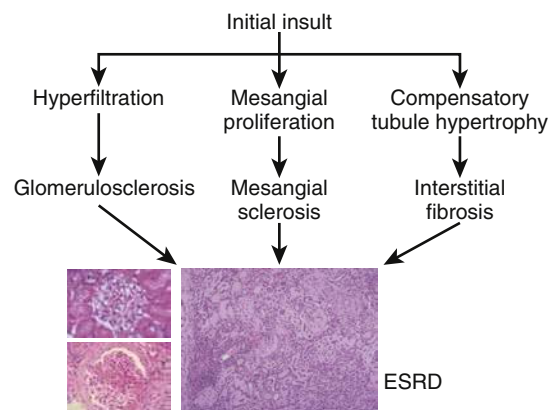 Initial insult
Hyperfiltration
Mesangial
proliferation
Compensatory
tubule hypertrophy
Glomerulosclerosis
Mesangial
sclerosis
Interstitial
fibrosis
ESRD